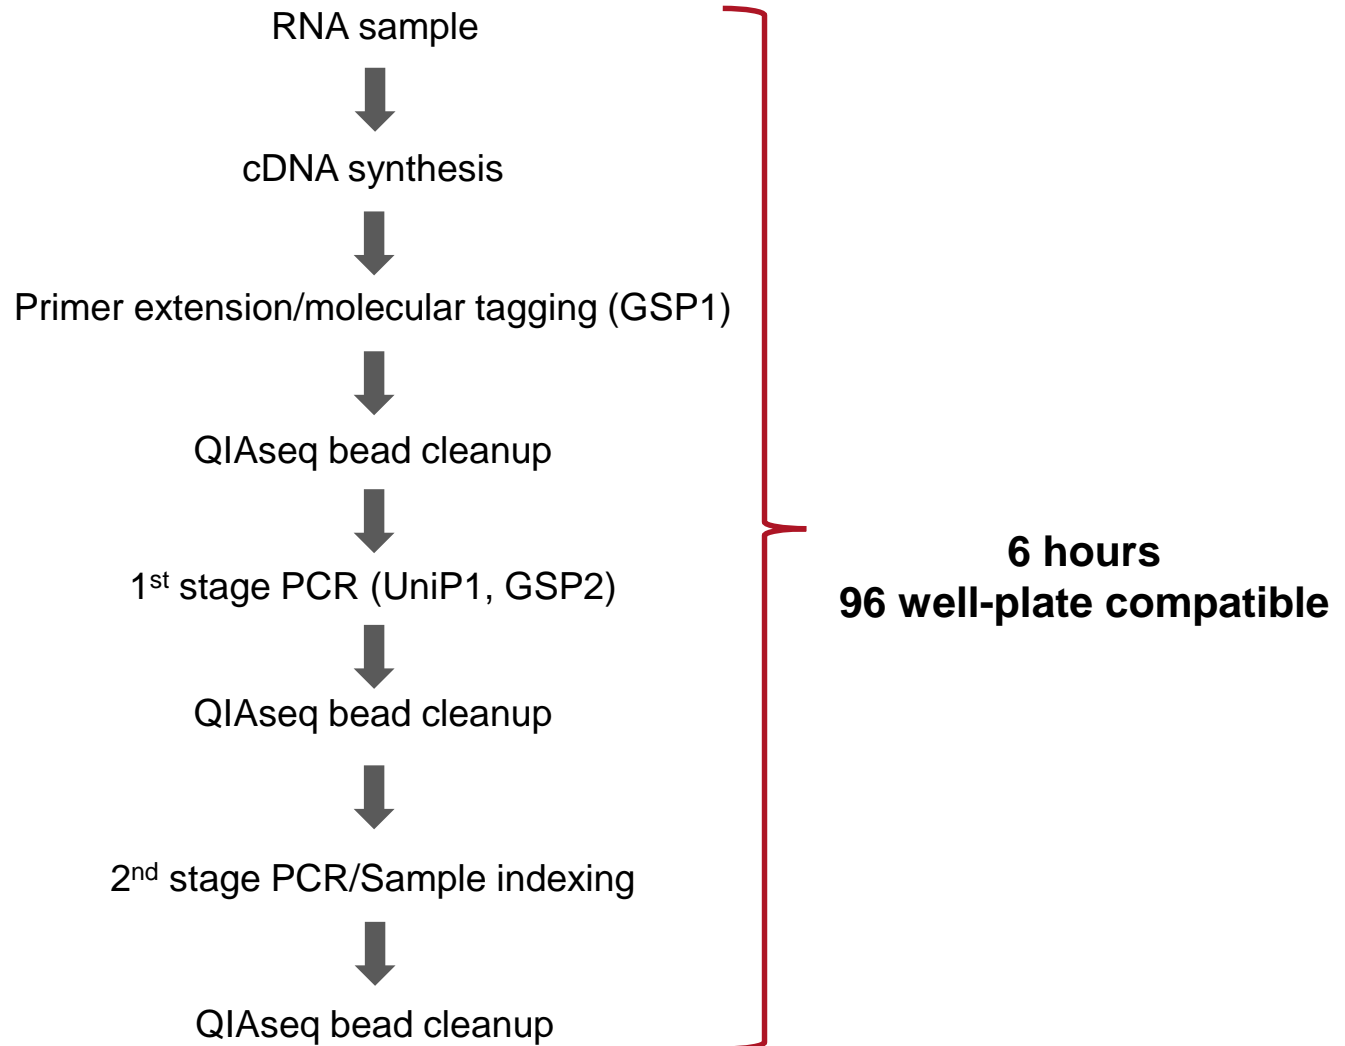 RNA sample
cDNA synthesis
Primer extension/molecular tagging (GSP1)
QIAseq bead cleanup
1st stage PCR (UniP1, GSP2)
6 hours
96 well-plate compatible
QIAseq bead cleanup
2nd stage PCR/Sample indexing
QIAseq bead cleanup